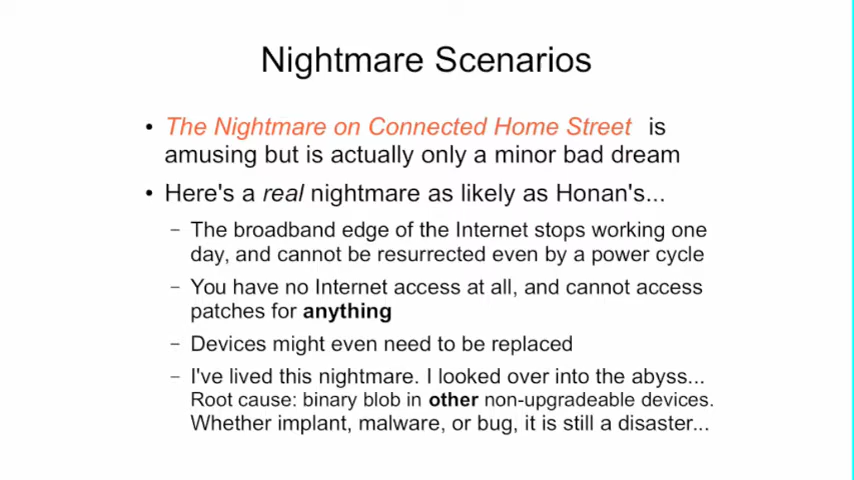 Nightmare Scenarios
• The Nightmare on Connected Home Street is
amusing but is actually only a minor bad dream
• Here's a real nightmare as likely as Honan's...
– The broadband edge of the Internet stops working one
day, and cannot be resurrected even by a power cycle
– You have no Internet access at all, and cannot access
patches for anything
– Devices might even need to be replaced
– I've lived this nightmare. I looked over into the abyss...
Root cause: binary blob in other non-upgradeable devices.
Whether implant, malware, or bug, it is still a disaster...